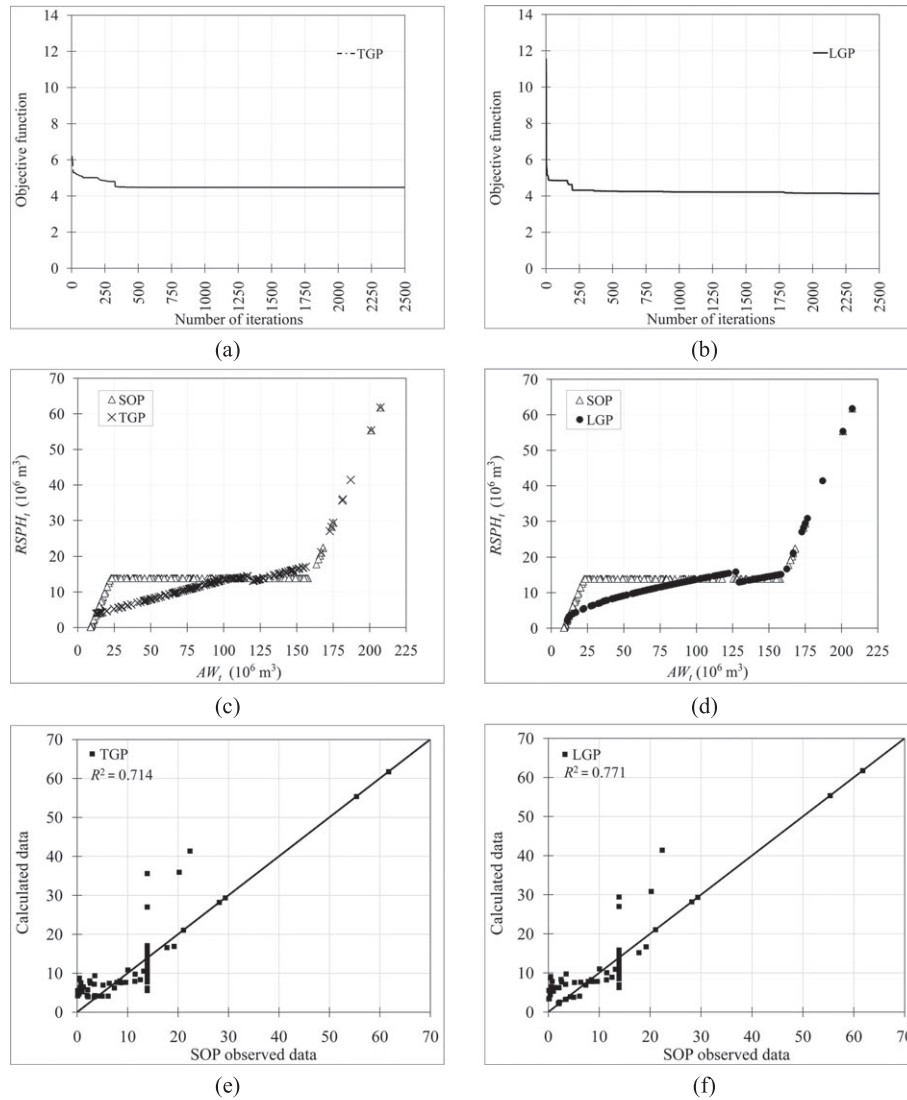 14
12
10
8
6
4
2
0
Objective function
TGP
0
250
500
750
1000
1250
1500
1750
2000
2250
2500
Number of iterations
(a)
14
12
10
8
6
4
2
0
Objective function
LGP
0
250
500
750
1000
1250
1500
1750
2000
2250
2500
Number of iterations
(b)
70
60
50
40
30
20
10
0
RSPHt (10⁶ m³)
SOP
TGP
0 25 50 75 100 125 150 175 200 225
AWt (10⁶ m³)
(c)
70
60
50
40
30
20
10
0
RSPHt (10⁶ m³)
SOP
LGP
0 25 50 75 100 125 150 175 200 225
AWt (10⁶ m³)
(d)
70
60
50
40
30
20
10
0
Calculated data
TGP
R² = 0.714
0 10 20 30 40 50 60 70
SOP observed data
(e)
70
60
50
40
30
20
10
0
Calculated data
LGP
R² = 0.771
0 10 20 30 40 50 60 70
SOP observed data
(f)